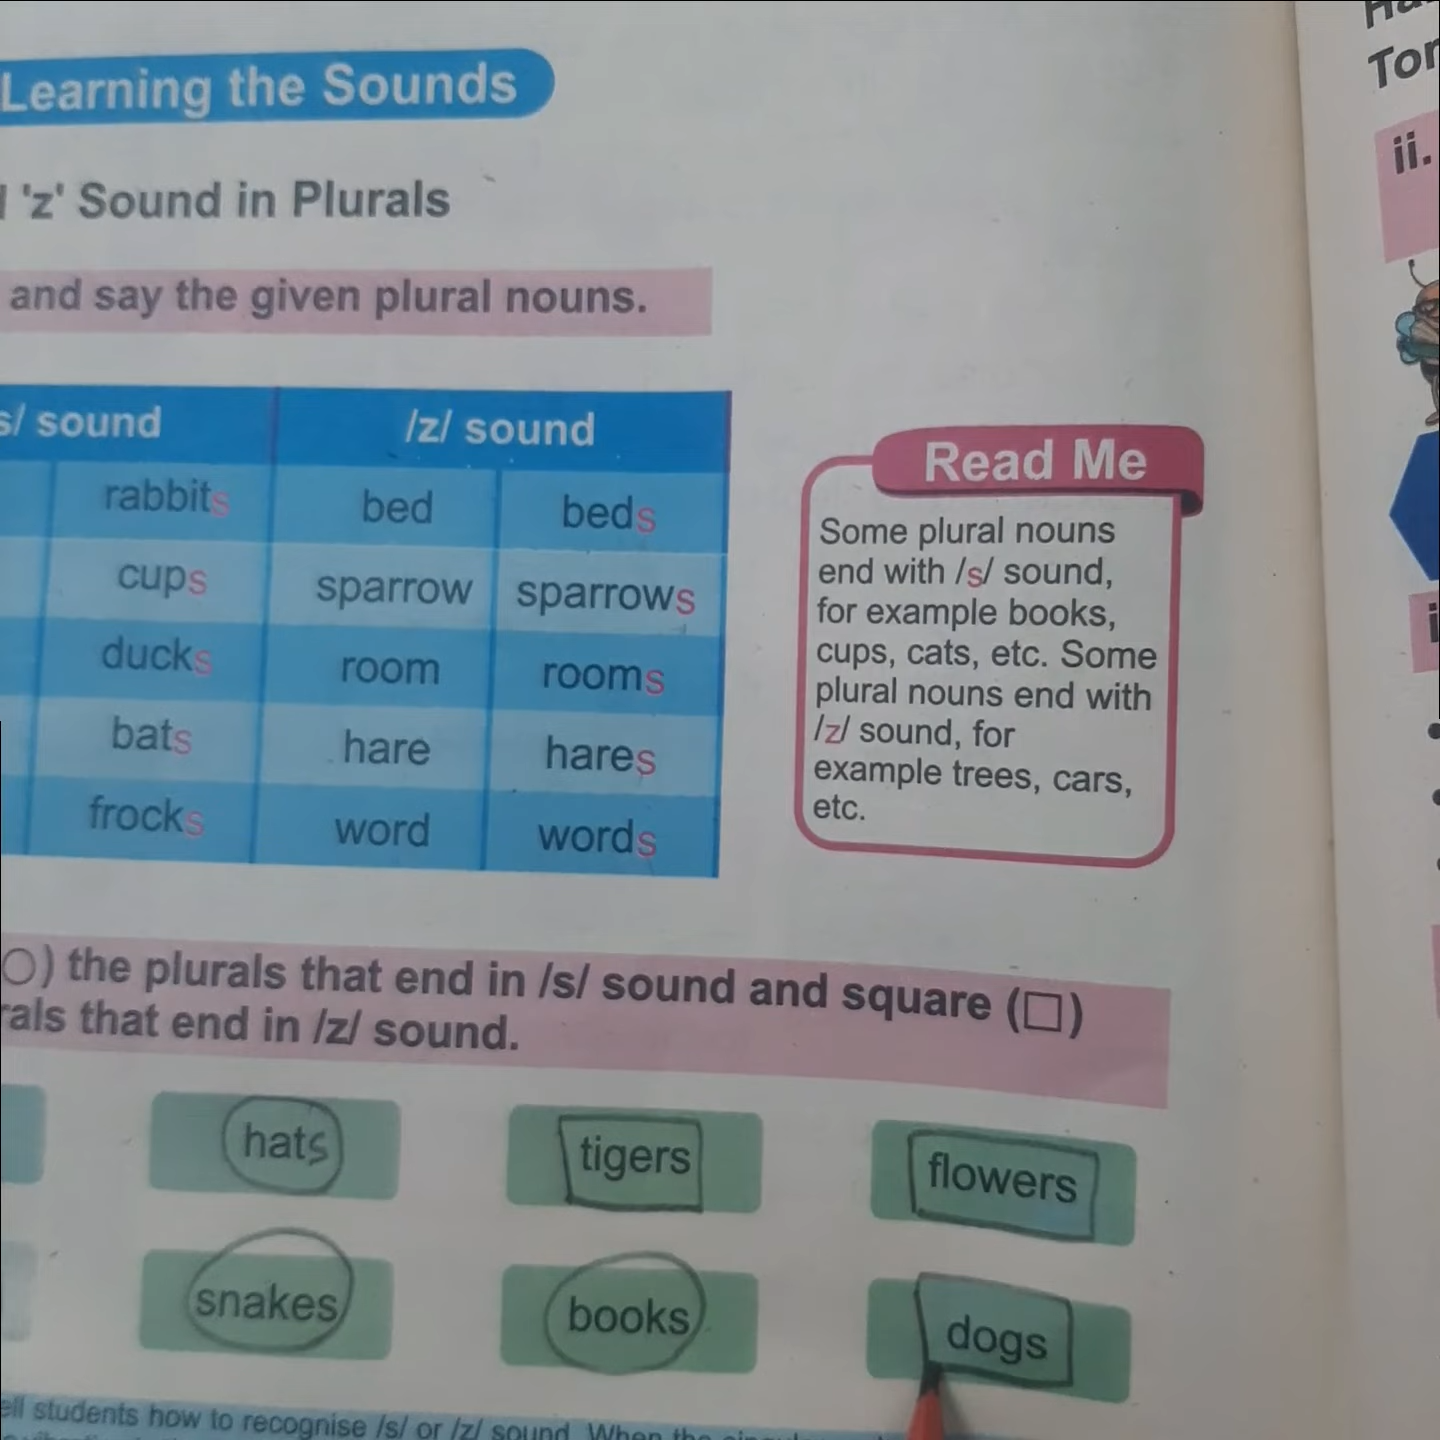 Learning the Sounds
'z' Sound in Plurals
and say the given plural nouns.
/s/ sound /z/ sound
rabbits bed beds
cups sparrow sparrows
ducks room rooms
bats hare hares
frocks word words
Read Me
Some plural nouns
end with /s/ sound,
for example books,
cups, cats, etc. Some
plural nouns end with
/z/ sound, for
example trees, cars,
etc.
○) the plurals that end in /s/ sound and square (□)
rals that end in /z/ sound.
hats tigers flowers
snakes books dogs
ell students how to recognise /s/ or /z/ sound. When the
ii.